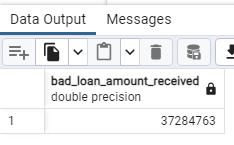 Data Output Messages
bad_loan_amount_received
double precision
1 37284763